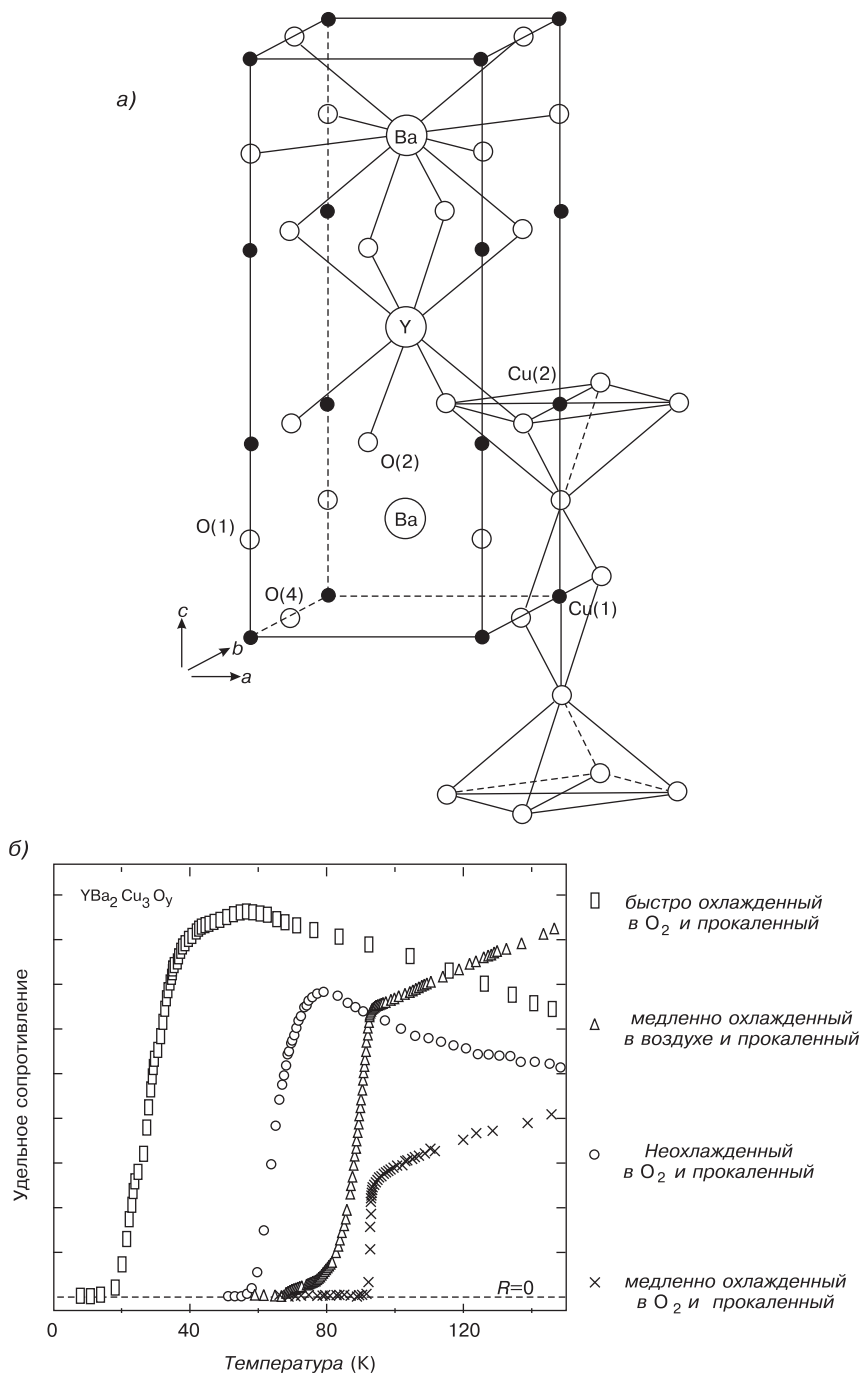 а)
Ba
Y
Cu(2)
O(2)
Ba
O(1)
O(4)
Cu(1)
c
b
a
б)
YBa2Cu3Oy
Удельное сопротивление
R=0
0
40
80
120
Температура (К)
быстро охлажденный
в O2 и прокаленный
медленно охлажденный
в воздухе и прокаленный
Неохлажденный
в O2 и прокаленный
медленно охлажденный
в O2 и прокаленный